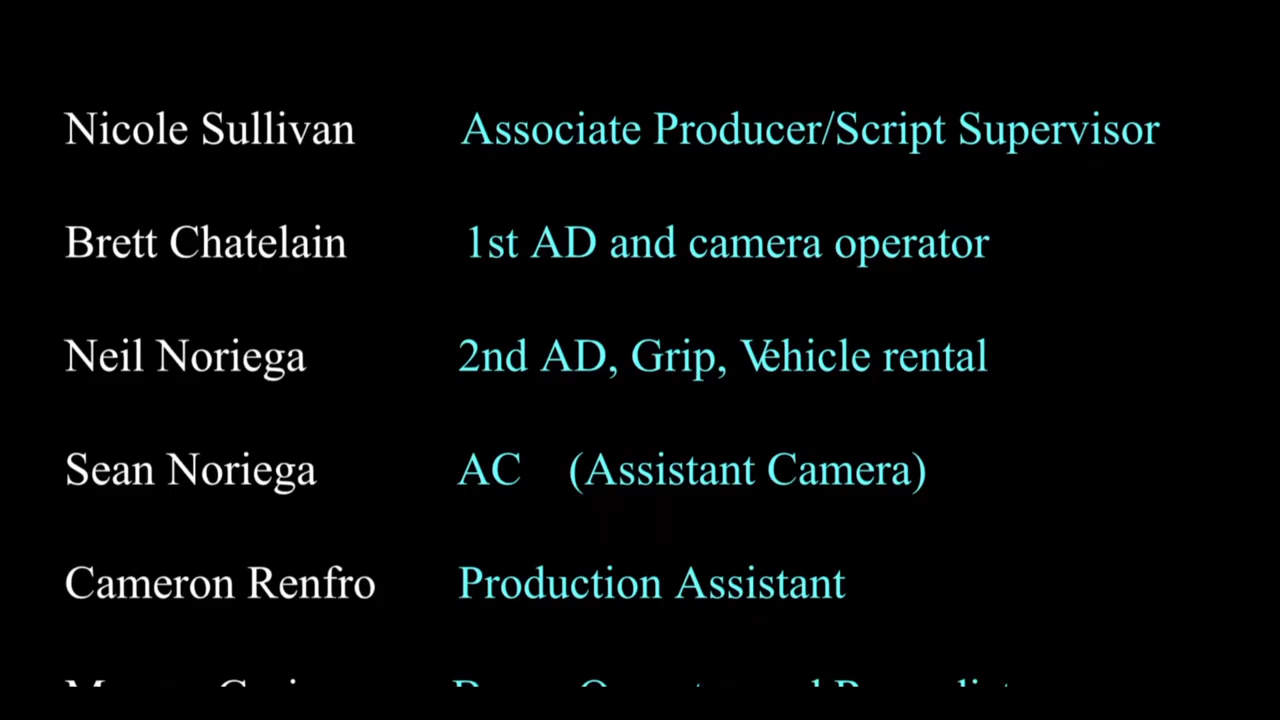 Nicole Sullivan Associate Producer/Script Supervisor
Brett Chatelain 1st AD and camera operator
Neil Noriega 2nd AD, Grip, Vehicle rental
Sean Noriega AC (Assistant Camera)
Cameron Renfro Production Assistant